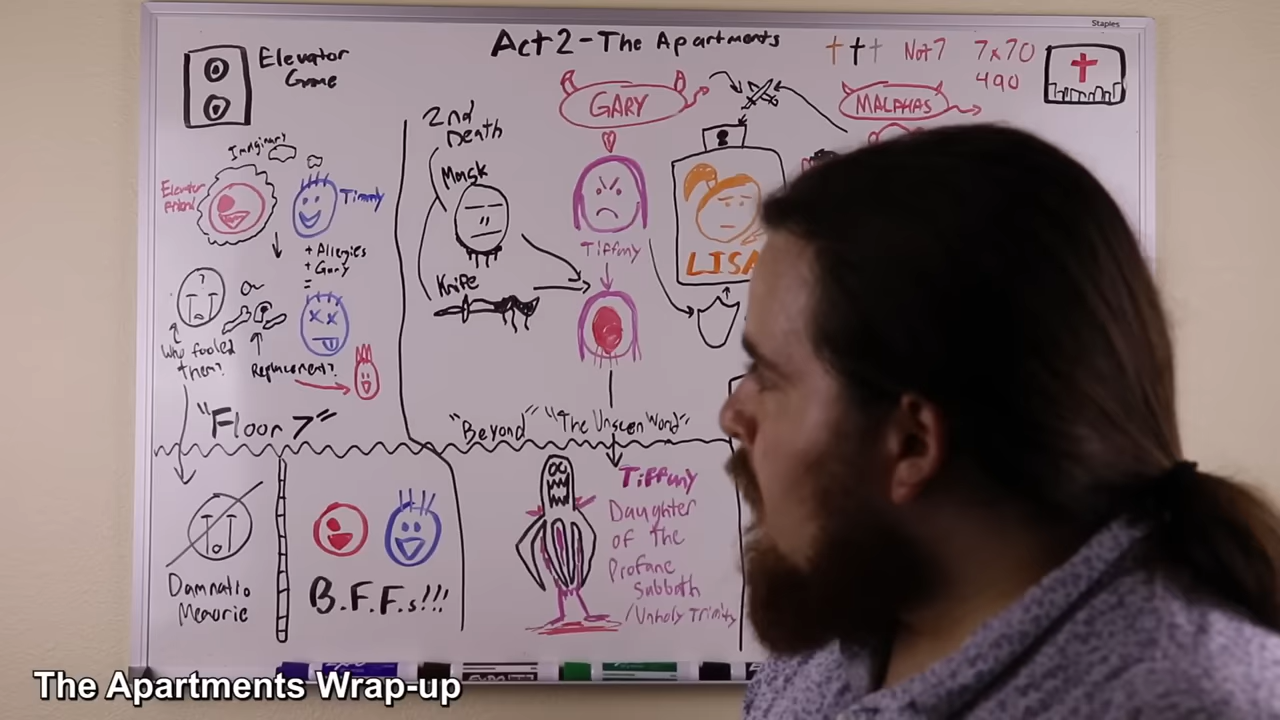 Staples
Act 2 - The Apartments
Not 7
7x70
490
Elevator
Game
GARY
MALPHAS
2nd
Death
Imaginary
Mask
Elevator
Friend
Timmy
+ Allergies
+ Gary
=
Tiffany
LISA
Knife
?
Who fooled
them?
Replacement?
"Floor 7"
"Beyond" "The Unseen World"
Tiffany
Daughter
of the
Profane
Sabbath
/Unholy Trinity
Damnatio
Memorie
B.F.F.s!!!
EXPO
The Apartments Wrap-up